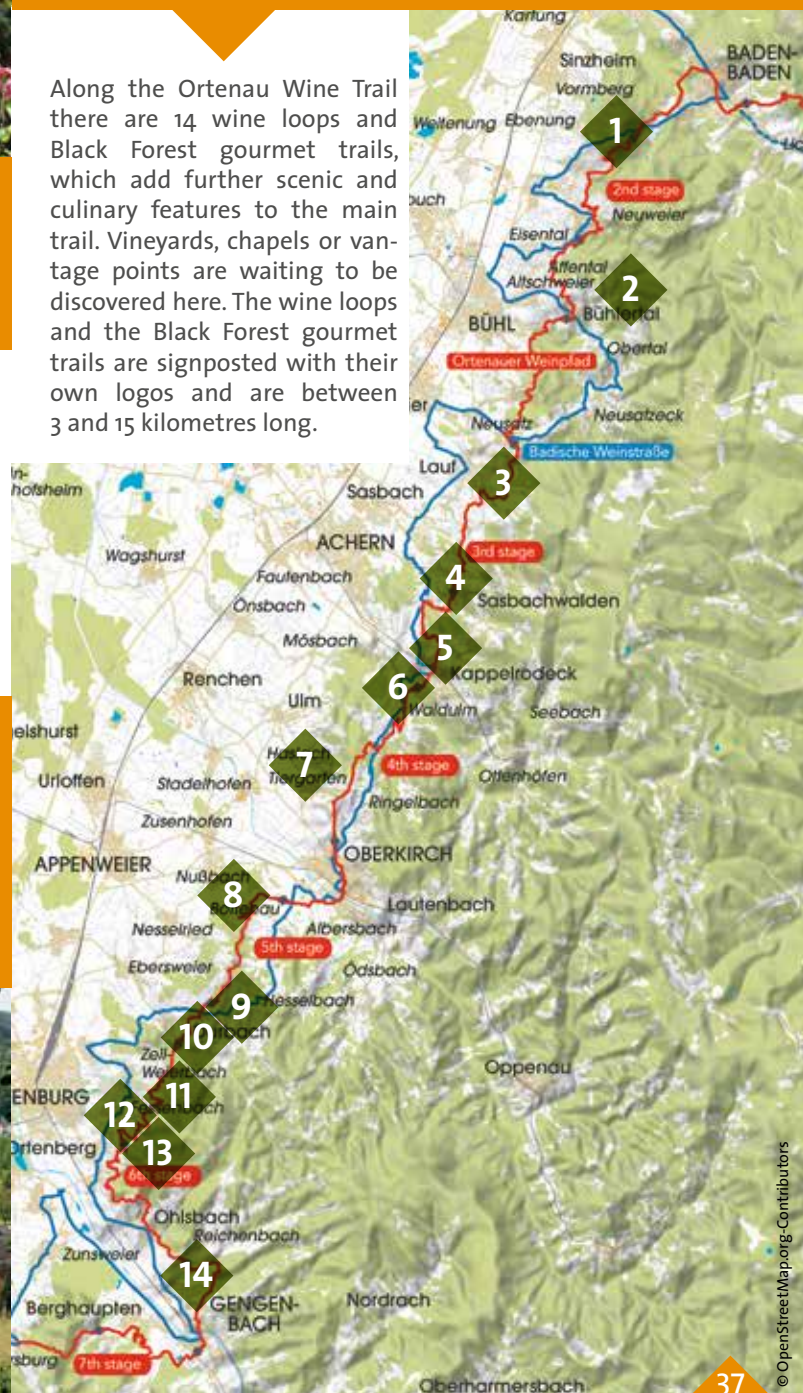 Along the Ortenau Wine Trail
there are 14 wine loops and
Black Forest gourmet trails,
which add further scenic and
culinary features to the main
trail. Vineyards, chapels or van-
tage points are waiting to be
discovered here. The wine loops
and the Black Forest gourmet
trails are signposted with their
own logos and are between
3 and 15 kilometres long.
Kartung
Sinzheim
BADEN-
BADEN
Vormberg
Weitenung Ebenung
1
2nd stage
Neuweier
Eisental
Affental
Altschweier
2
BÜHL
Bühlertal
Obertal
Ortenauer Weinpfad
Neusatz
Neusatzeck
Badische Weinstraße
Lauf
3
Sasbach
ACHERN
3rd stage
Wagshurst
Fautenbach
4
Önsbach
Sasbachwalden
Mösbach
5
Renchen
6
Kappelrodeck
Ulm
Waldulm
Seebach
7
4th stage
Urloffen
Stadelhofen
Tiergarten
Ottenhöfen
Ringelbach
Zusenhofen
APPENWEIER
OBERKIRCH
Nußbach
8
Lautenbach
Nesselried
Albersbach
5th stage
Ebersweier
Ödsbach
9
10
Zell-
Weierbach
Oppenau
11
12
13
6th stage
Ohlsbach
Reichenbach
Zunsweier
14
Berghaupten
GENGEN-
BACH
Nordrach
7th stage
Oberharmersbach
37
© OpenStreetMap.org-Contributors